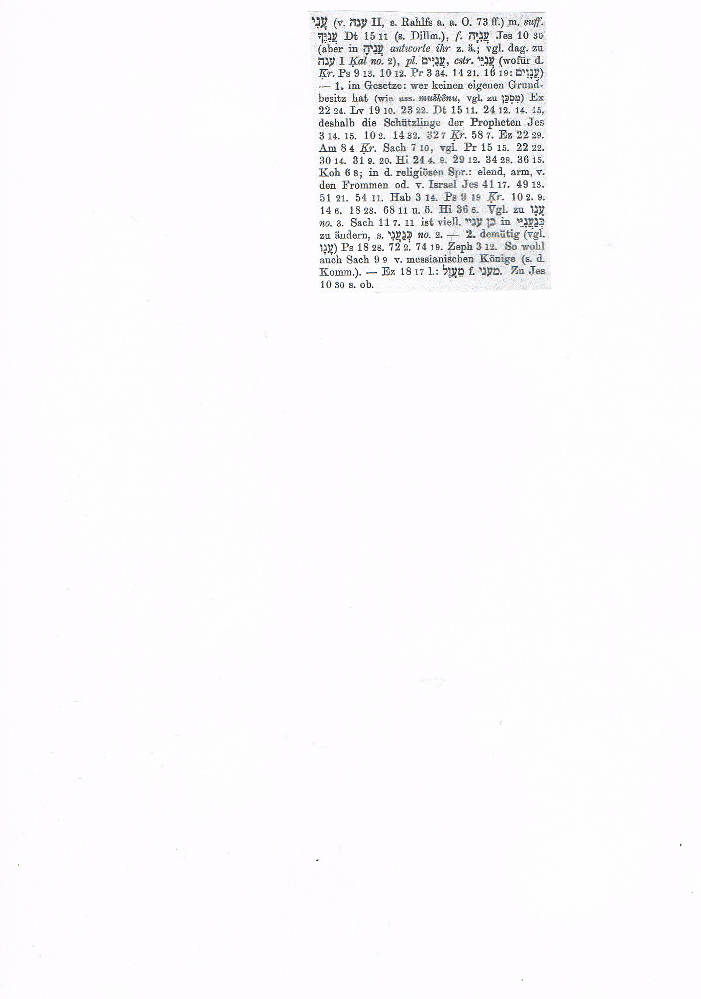 עָנִי (v. ענה II, s. Rahlfs a. a. O. 73 ff.) m. suff.
עֲנִיֶּךָ Dt 15 11 (s. Dillm.), f. עֲנִיָּה Jes 10 30
(aber in עֲנִיהָ antworte ihr z. ä.; vgl. dag. zu
ענה I Ḳal no. 2), pl. עֲנִיִּים, cstr. עֲנִיֵּי (wofür d.
Ḳr. Ps 9 13. 10 12. Pr 3 34. 14 21. 16 19: עֲנָוִים)
— 1. im Gesetze: wer keinen eigenen Grund-
besitz hat (wie ass. muškênu, vgl. zu מִסְכֵּן) Ex
22 24. Lv 19 10. 23 22. Dt 15 11. 24 12. 14. 15,
deshalb die Schützlinge der Propheten Jes
3 14. 15. 10 2. 14 32. 32 7 Ḳr. 58 7. Ez 22 29.
Am 8 4 Ḳr. Sach 7 10, vgl. Pr 15 15. 22 22.
30 14. 31 9. 20. Hi 24 4. 9. 29 12. 34 28. 36 15.
Koh 6 8; in d. religiösen Spr.: elend, arm, v.
den Frommen od. v. Israel Jes 41 17. 49 13.
51 21. 54 11. Hab 3 14. Ps 9 19 Ḳr. 10 2. 9.
14 6. 18 28. 68 11 u. ö. Hi 36 6. Vgl. zu עָנָו
no. 3. Sach 11 7. 11 ist viell. כן עניי in כְּנַעֲנִיֵּי
zu ändern, s. כְּנַעֲנִי no. 2. — 2. demütig (vgl.
עָנָו) Ps 18 28. 72 2. 74 19. Zeph 3 12. So wohl
auch Sach 9 9 v. messianischen Könige (s. d.
Komm.). — Ez 18 17 l.: מֵעָוֶל f. מעני. Zu Jes
10 30 s. ob.